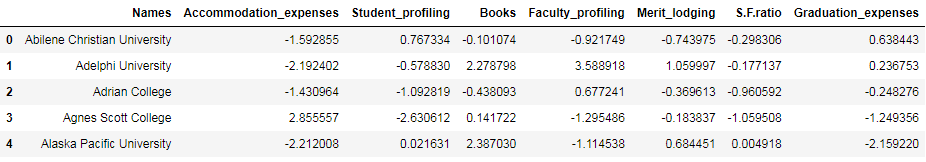 Names Accommodation_expenses Student_profiling Books Faculty_profiling Merit_lodging S.F.ratio Graduation_expenses
0 Abilene Christian University -1.592855 0.767334 -0.101074 -0.921749 -0.743975 -0.298306 0.638443
1 Adelphi University -2.192402 -0.578830 2.278798 3.588918 1.059997 -0.177137 0.236753
2 Adrian College -1.430964 -1.092819 -0.438093 0.677241 -0.369613 -0.960592 -0.248276
3 Agnes Scott College 2.855557 -2.630612 0.141722 -1.295486 -0.183837 -1.059508 -1.249356
4 Alaska Pacific University -2.212008 0.021631 2.387030 -1.114538 0.684451 0.004918 -2.159220